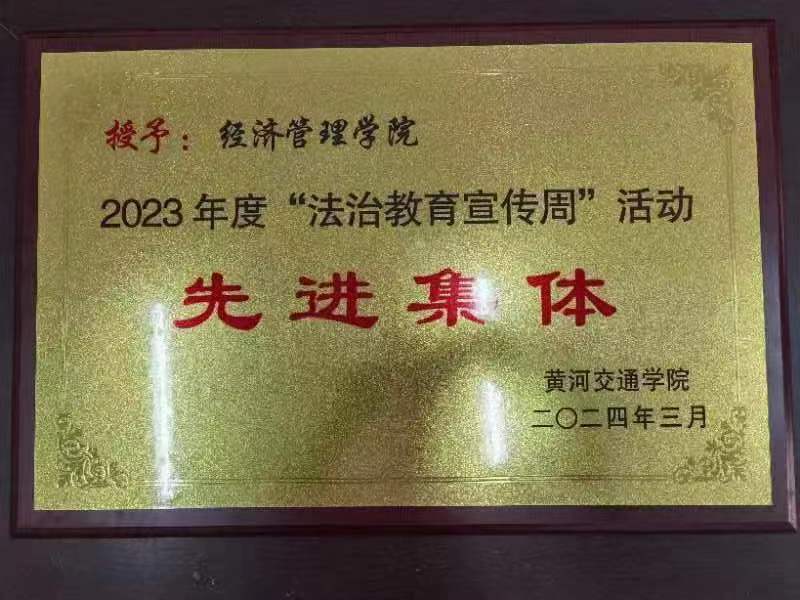 授予：经济管理学院
2023年度“法治教育宣传周”活动
先进集体
黄河交通学院
二〇二四年三月